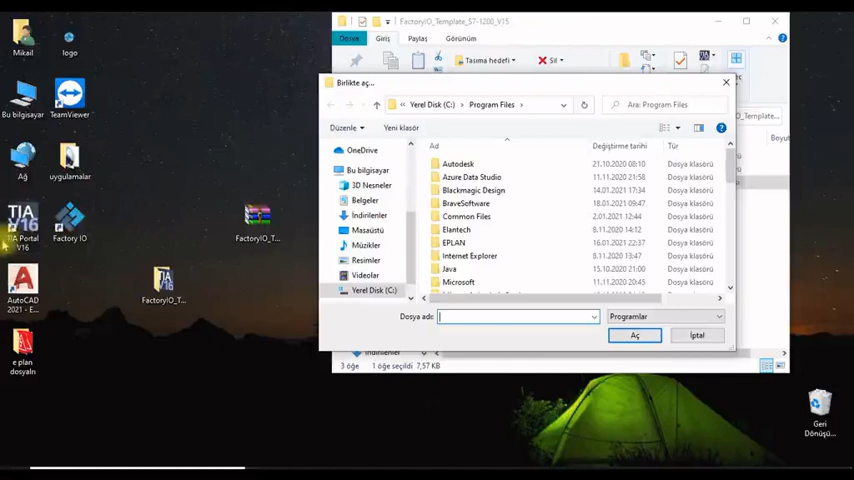 Mikail
logo
Bu bilgisayar
TeamViewer
Ağ
uygulamalar
TIA Portal
V16
Factory IO
AutoCAD
2021 - E...
e plan
dosyaln
FactoryIO_T...
FactoryIO_T...
Geri
Dönüşü...
FactoryIO_Template_S7-1200_V15
Dosya
Giriş
Paylaş
Görünüm
Taşıma hedefi
Sil
Birlikte aç...
Yerel Disk (C:)
Program Files
Ara: Program Files
O_Template...
Düzenle
Yeni klasör
Boyut
OneDrive
Bu bilgisayar
3D Nesneler
Belgeler
İndirilenler
Masaüstü
Müzikler
Resimler
Videolar
Yerel Disk (C:)
Ad
Değiştirme tarihi
Tür
Autodesk
21.10.2020 08:10
Dosya klasörü
Azure Data Studio
11.11.2020 21:58
Dosya klasörü
Blackmagic Design
14.01.2021 17:34
Dosya klasörü
BraveSoftware
18.01.2021 09:47
Dosya klasörü
Common Files
2.01.2021 12:44
Dosya klasörü
Elantech
8.11.2020 14:12
Dosya klasörü
EPLAN
16.01.2021 22:37
Dosya klasörü
Internet Explorer
8.11.2020 13:47
Dosya klasörü
Java
15.10.2020 21:00
Dosya klasörü
Microsoft
11.11.2020 20:45
Dosya klasörü
Dosya adı:
Programlar
Aç
İptal
İndirilenler
3 öğe
1 öğe seçildi
7,57 KB